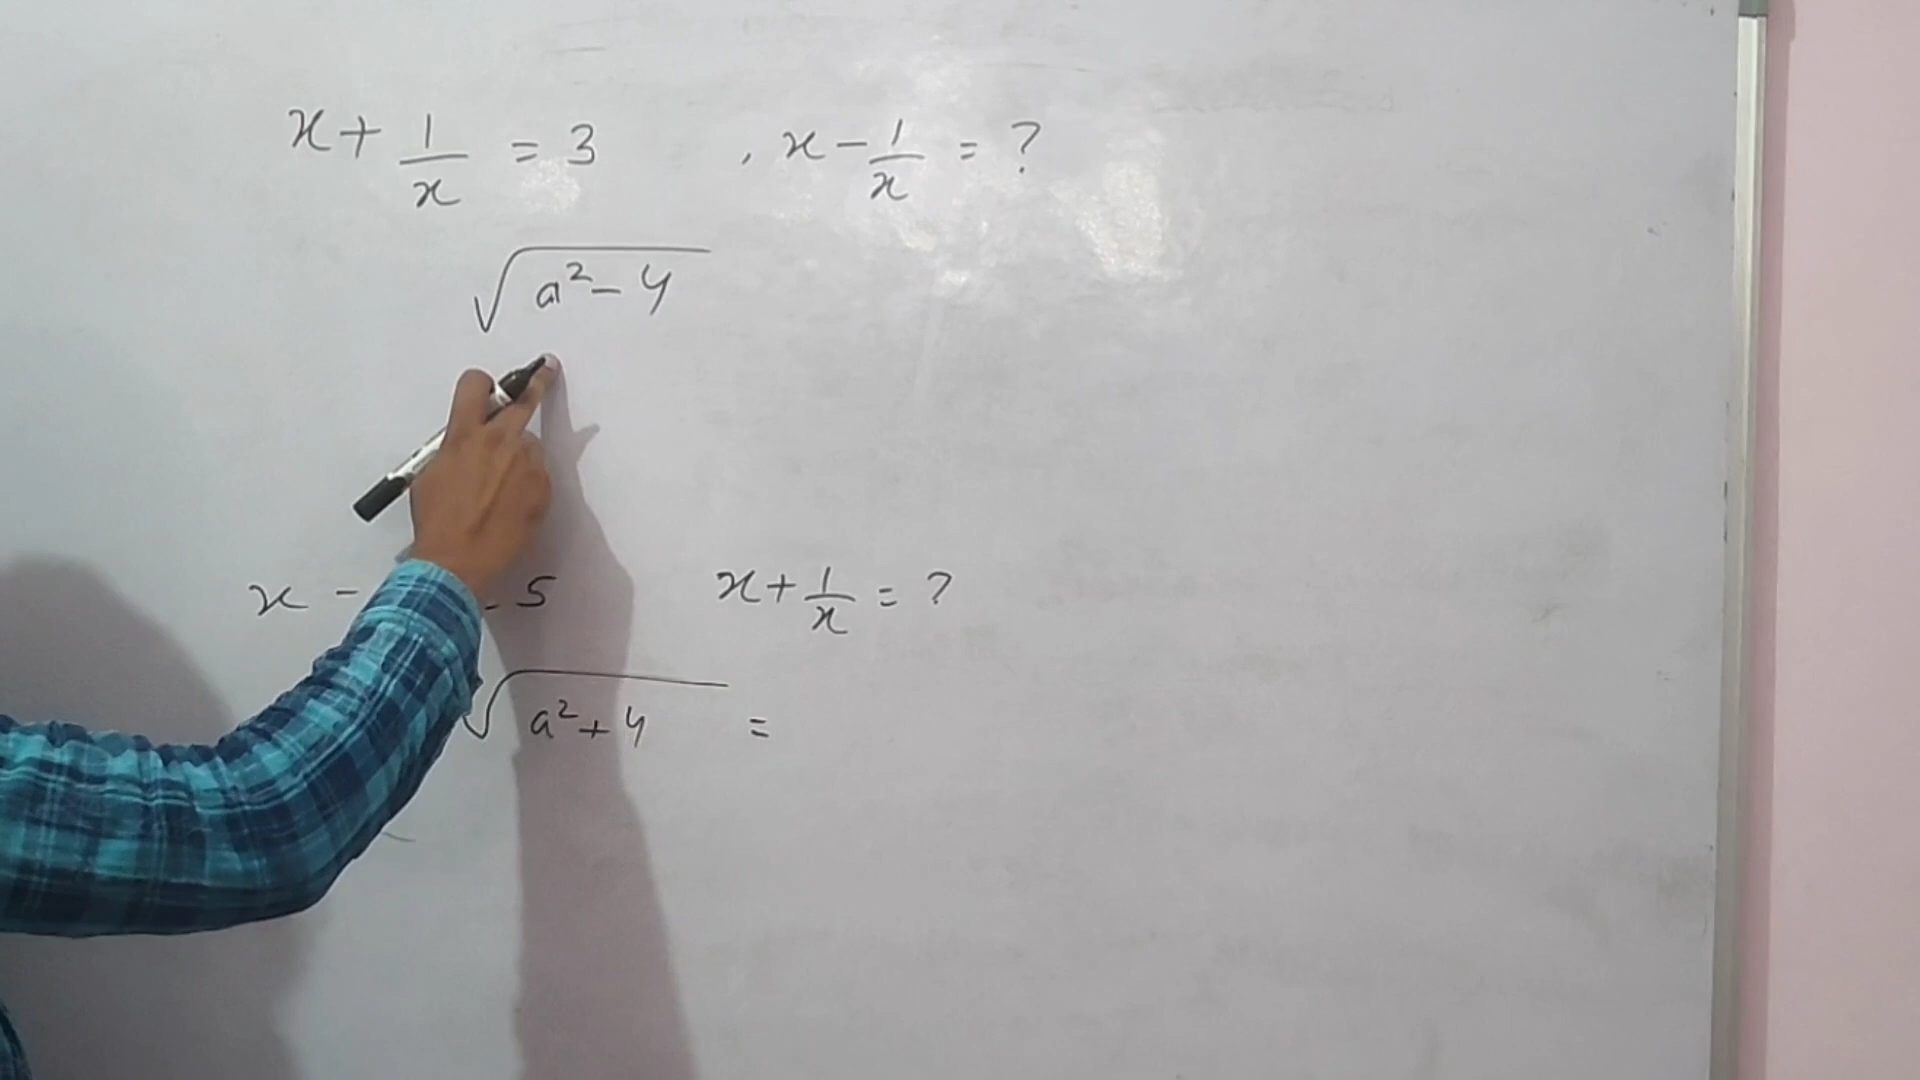 x + 1/x = 3 , x - 1/x = ?
√(a² - 4)
x - 5 x + 1/x = ?
√(a² + 4) =